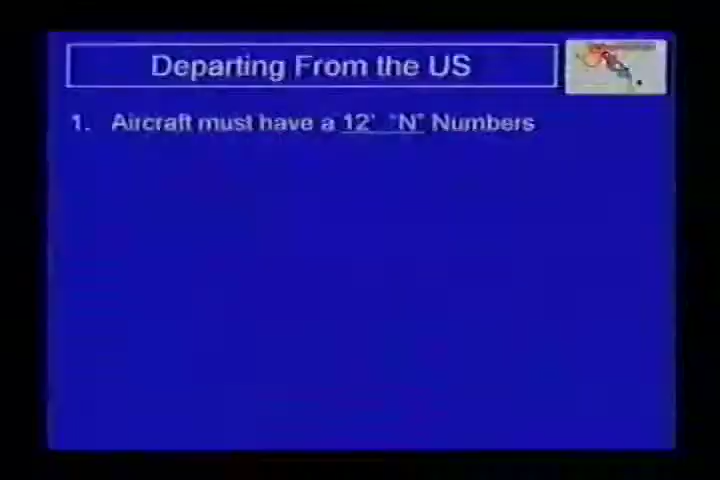 Departing From the US
1. Aircraft must have a 12" "N" Numbers